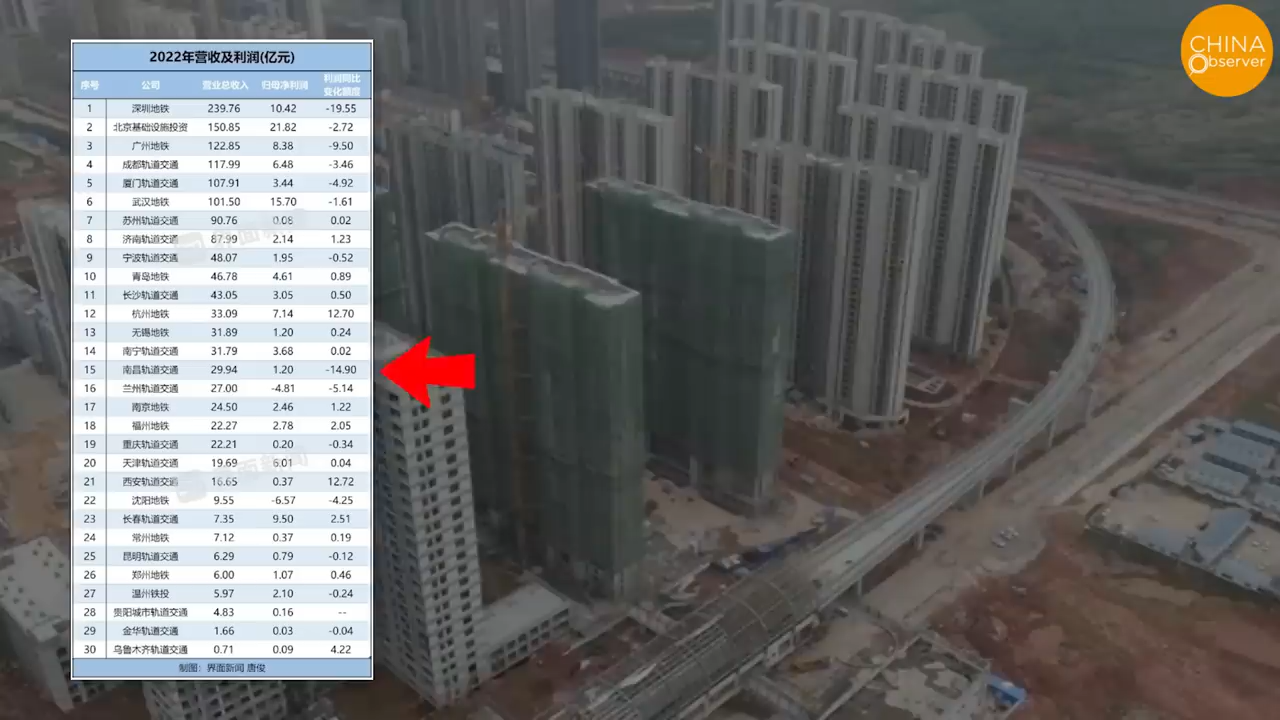 CHINA
Observer
2022年营收及利润(亿元)
序号 公司 营业总收入 归母净利润 利润同比变化额度
1 深圳地铁 239.76 10.42 -19.55
2 北京基础设施投资 150.85 21.82 -2.72
3 广州地铁 122.85 8.38 -9.50
4 成都轨道交通 117.99 6.48 -3.46
5 厦门轨道交通 107.91 3.44 -4.92
6 武汉地铁 101.50 15.70 -1.61
7 苏州轨道交通 90.76 0.08 0.02
8 济南轨道交通 87.99 2.14 1.23
9 宁波轨道交通 48.07 1.95 -0.52
10 青岛地铁 46.78 4.61 0.89
11 长沙轨道交通 43.05 3.05 0.50
12 杭州地铁 33.09 7.14 12.70
13 无锡地铁 31.89 1.20 0.24
14 南宁轨道交通 31.79 3.68 0.02
15 南昌轨道交通 29.94 1.20 -14.90
16 兰州轨道交通 27.00 -4.81 -5.14
17 南京地铁 24.50 2.46 1.22
18 福州地铁 22.27 2.78 2.05
19 重庆轨道交通 22.21 0.20 -0.34
20 天津轨道交通 19.69 6.01 0.04
21 西安轨道交通 16.65 0.37 12.72
22 沈阳地铁 9.55 -6.57 -4.25
23 长春轨道交通 7.35 9.50 2.51
24 常州地铁 7.12 0.37 0.19
25 昆明轨道交通 6.29 0.79 -0.12
26 郑州地铁 6.00 1.07 0.46
27 温州铁投 5.97 2.10 -0.24
28 贵阳城市轨道交通 4.83 0.16 --
29 金华轨道交通 1.66 0.03 -0.04
30 乌鲁木齐轨道交通 0.71 0.09 4.22
制图：界面新闻 唐俊